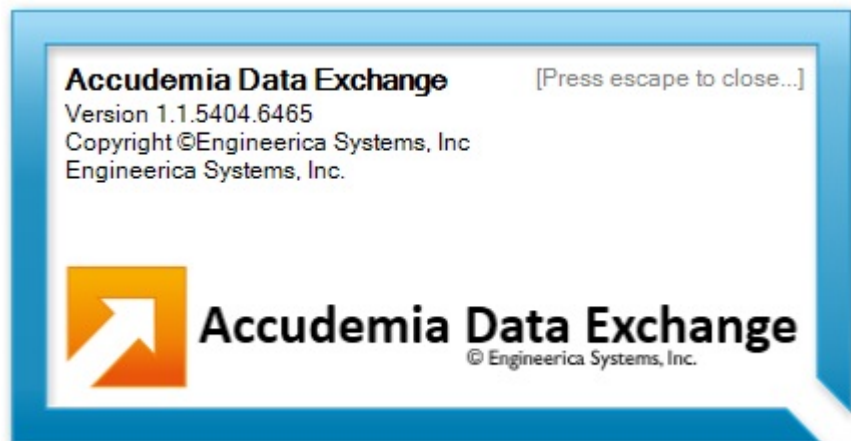 Accudemia Data Exchange
[Press escape to close...]
Version 1.1.5404.6465
Copyright ©Engineerica Systems, Inc
Engineerica Systems, Inc.
Accudemia Data Exchange
© Engineerica Systems, Inc.